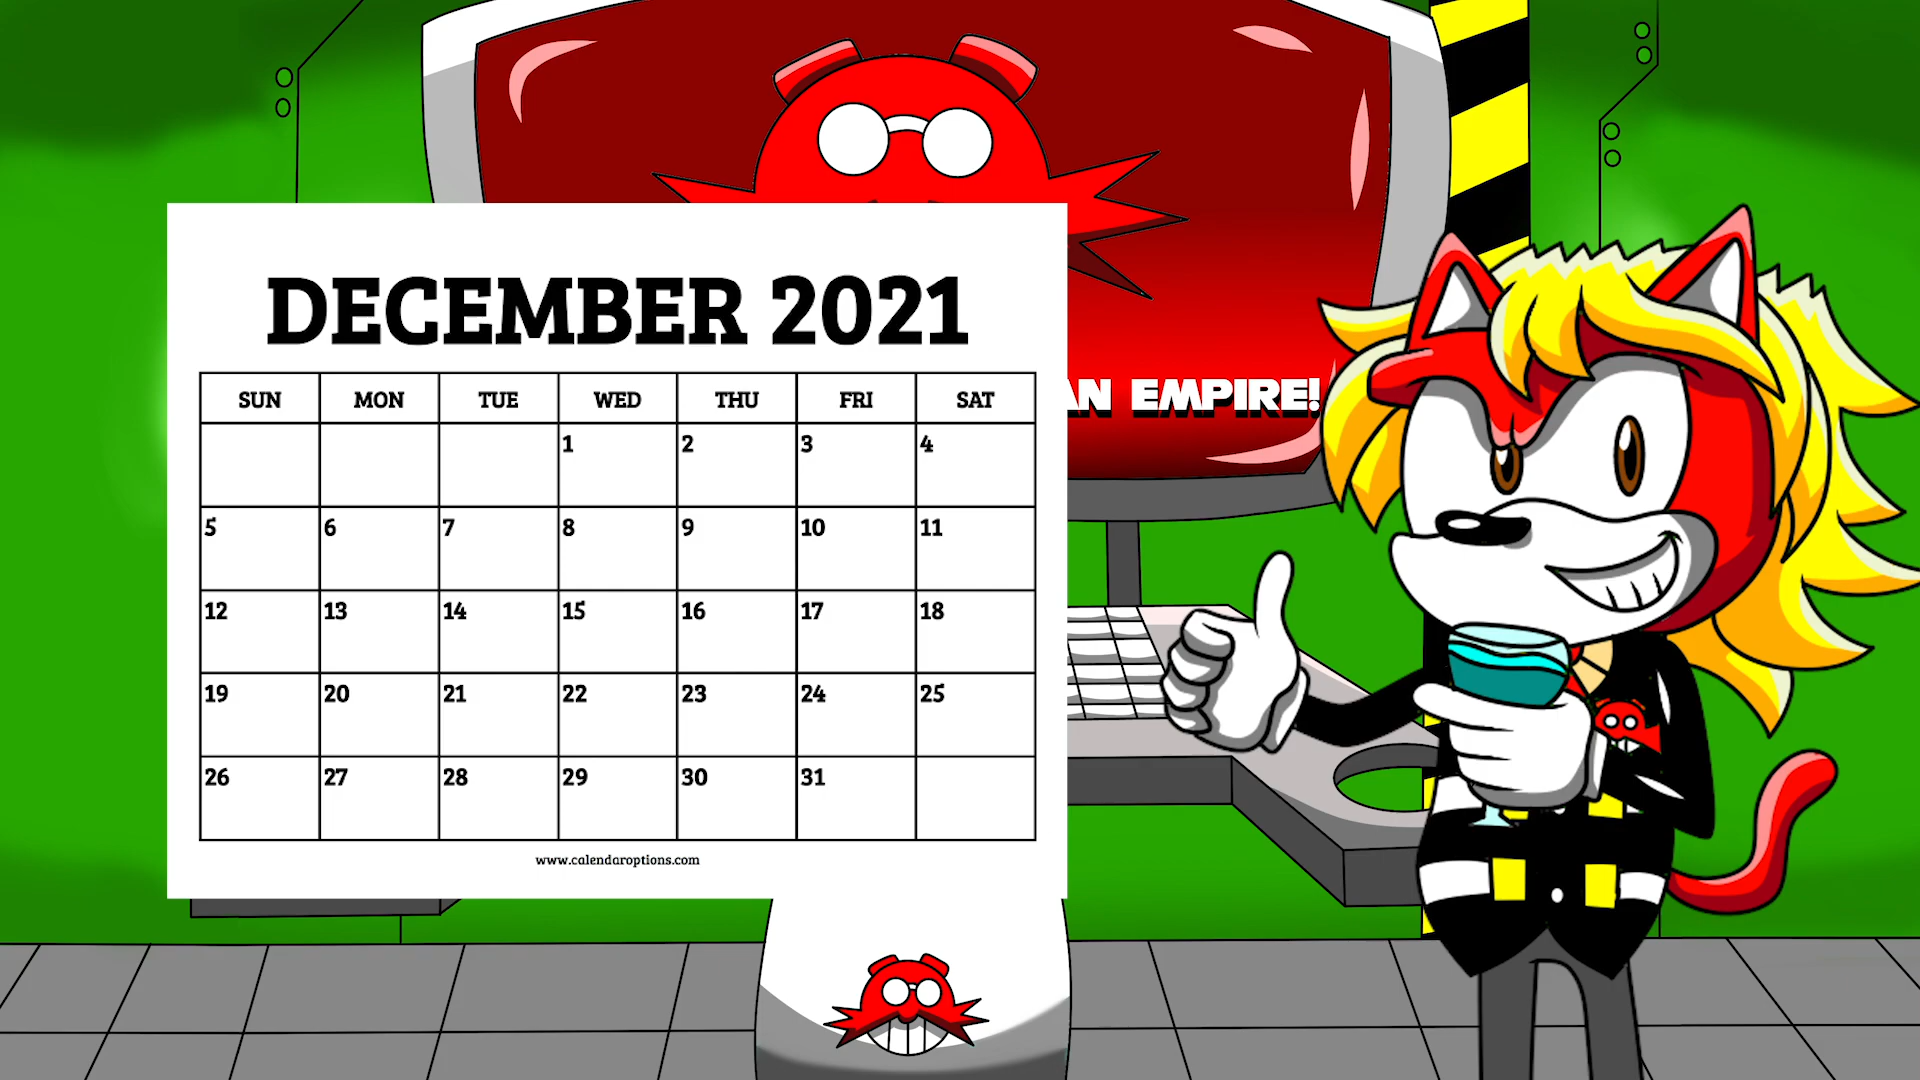 DECEMBER 2021
SUN MON TUE WED THU FRI SAT
1 2 3 4
5 6 7 8 9 10 11
12 13 14 15 16 17 18
19 20 21 22 23 24 25
26 27 28 29 30 31
www.calendaroptions.com
AN EMPIRE!